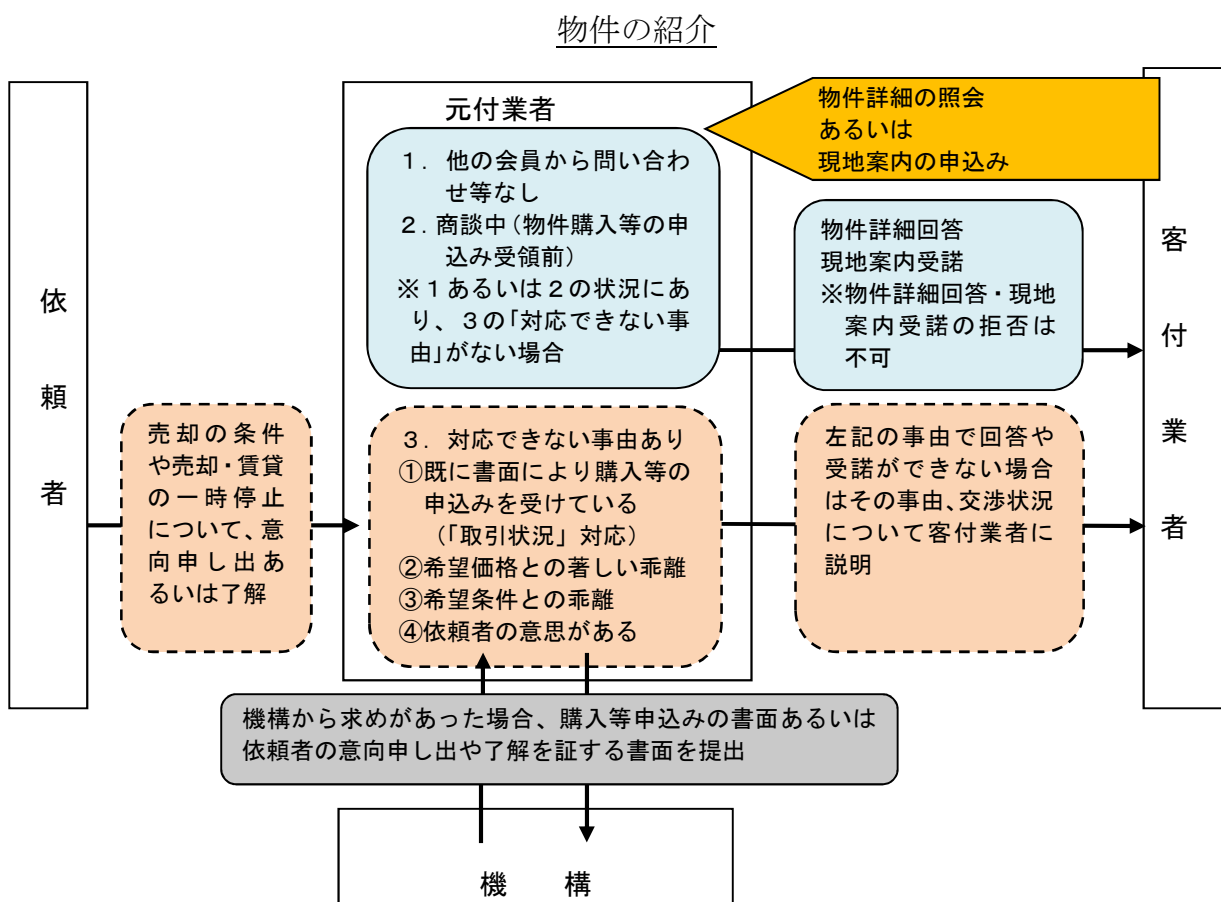 物件の紹介
依頼者
元付業者
1．他の会員から問い合わ
せ等なし
2．商談中（物件購入等の申
込み受領前）
※1あるいは2の状況にあ
り、3の「対応できない事
由」がない場合
物件詳細の照会
あるいは
現地案内の申込み
物件詳細回答
現地案内受諾
※物件詳細回答・現地
案内受諾の拒否は
不可
客付業者
売却の条件
や売却・賃貸
の一時停止
について、意
向申し出あ
るいは了解
3．対応できない事由あり
①既に書面により購入等の
申込みを受けている
（「取引状況」対応）
②希望価格との著しい乖離
③希望条件との乖離
④依頼者の意思がある
左記の事由で回答や
受諾ができない場合
はその事由、交渉状況
について客付業者に
説明
機構から求めがあった場合、購入等申込みの書面あるいは
依頼者の意向申し出や了解を証する書面を提出
機　構